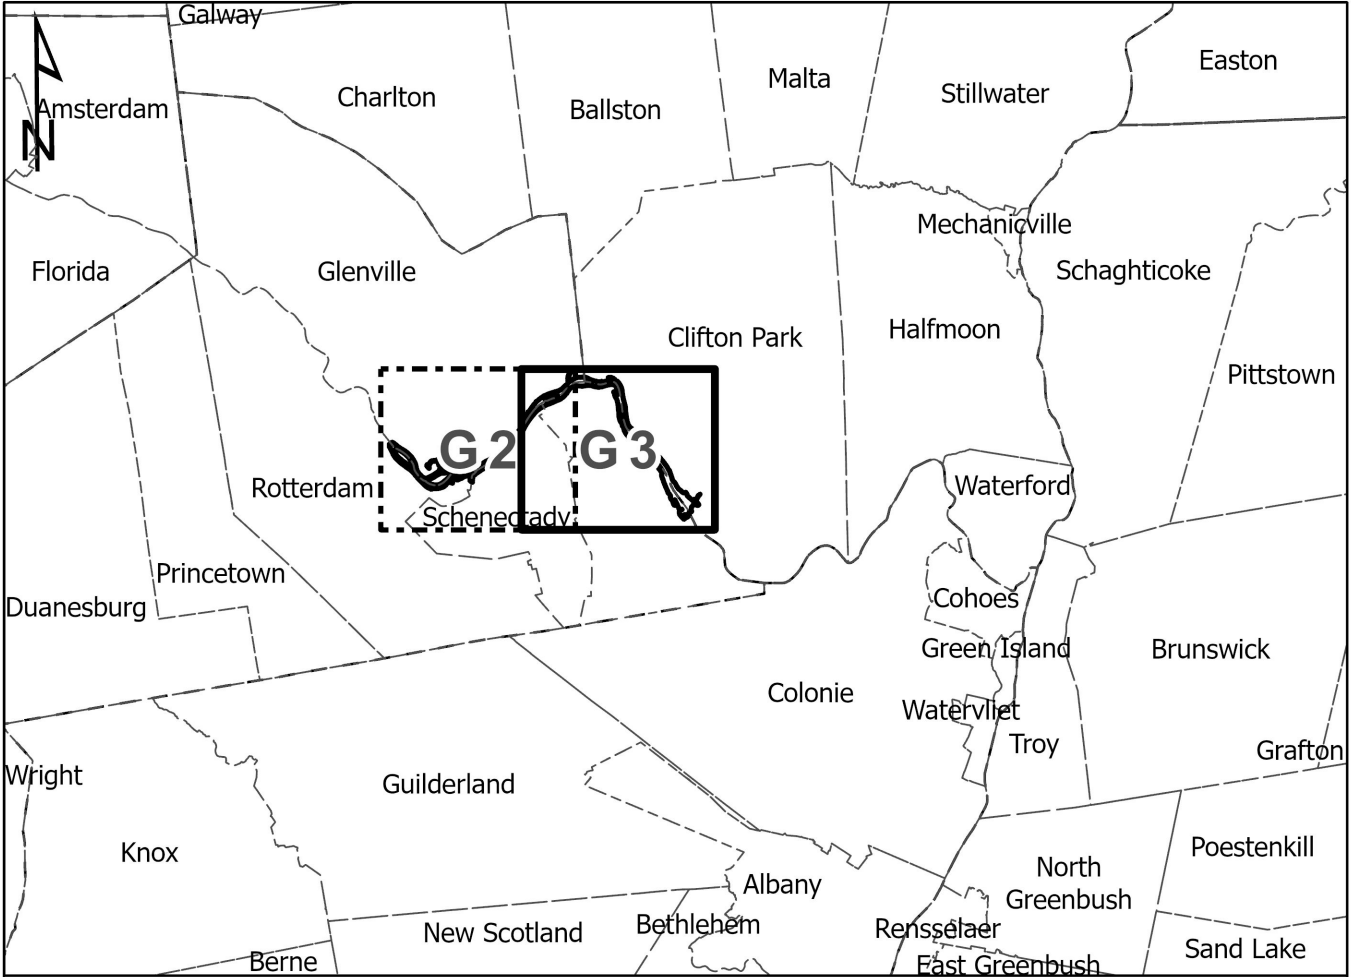 Galway
Easton
Malta
Charlton
Stillwater
Ballston
Amsterdam
N
Mechanicville
Florida
Glenville
Schaghticoke
Halfmoon
Clifton Park
Pittstown
G 2
G 3
Rotterdam
Waterford
Schenectady
Princetown
Duanesburg
Cohoes
Green Island
Brunswick
Colonie
Watervliet
Troy
Grafton
Wright
Guilderland
Knox
Poestenkill
North
Greenbush
Albany
Bethlehem
Rensselaer
New Scotland
Sand Lake
Berne
East Greenbush